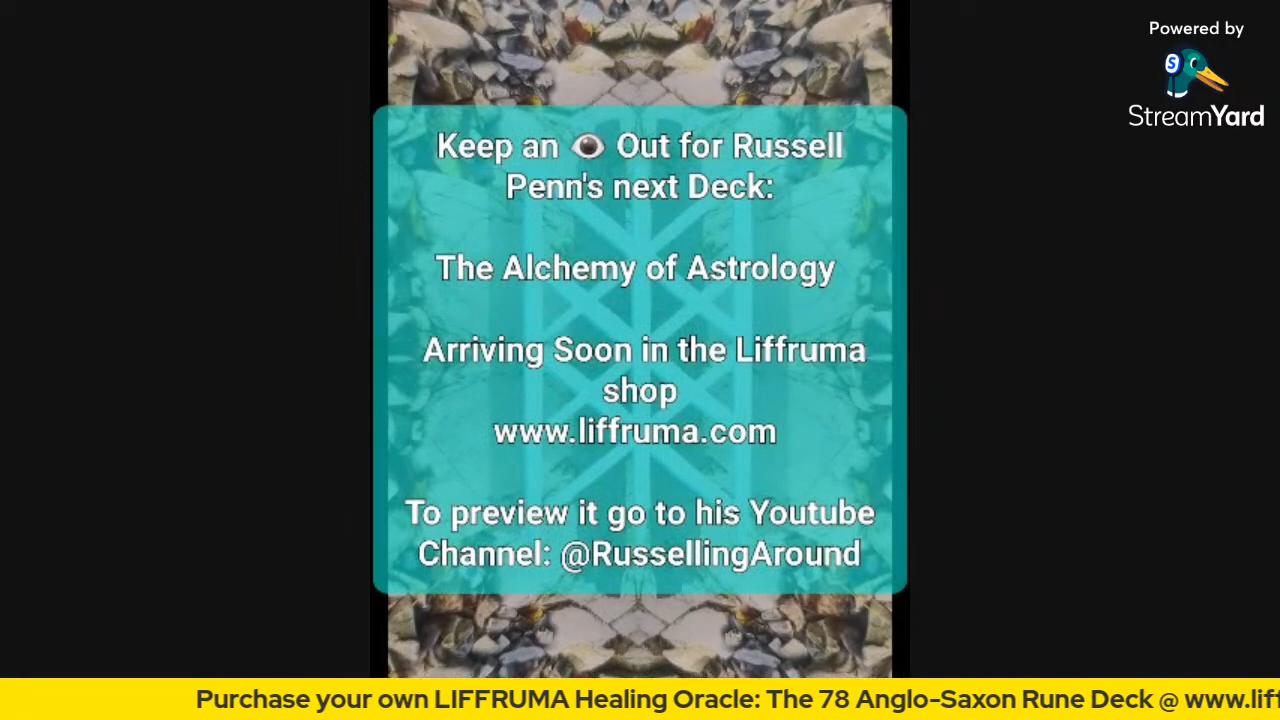 Powered by
StreamYard
Keep an 👁 Out for Russell
Penn's next Deck:
The Alchemy of Astrology
Arriving Soon in the Liffruma
shop
www.liffruma.com
To preview it go to his Youtube
Channel: @RussellingAround
Purchase your own LIFFRUMA Healing Oracle: The 78 Anglo-Saxon Rune Deck @ www.liff